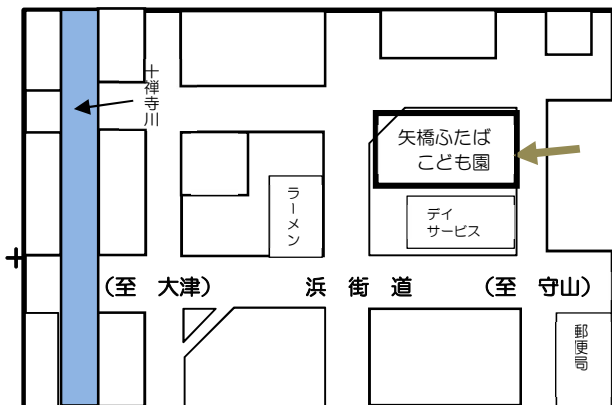 十禅寺川
矢橋ふたば
こども園
ラーメン
デイ
サービス
（至　大津）　浜　街　道　（至　守山）
郵便局